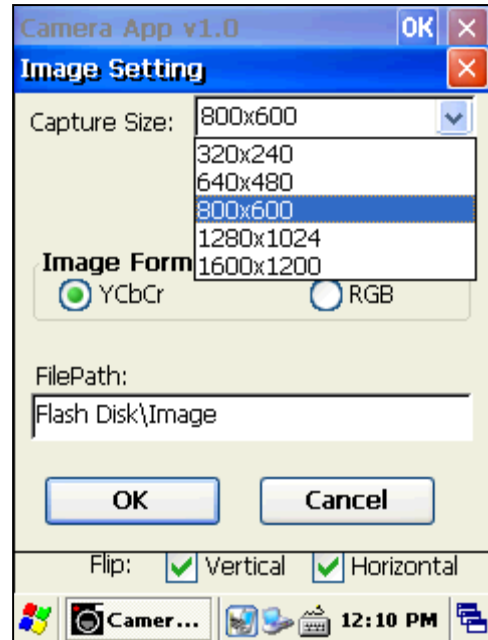 Camera App v1.0 OK
Image Setting
Capture Size: 800x600
320x240
640x480
800x600
1280x1024
Image Form
1600x1200
YCbCr RGB
FilePath:
Flash Disk\Image
OK Cancel
Flip: Vertical Horizontal
Camer... 12:10 PM